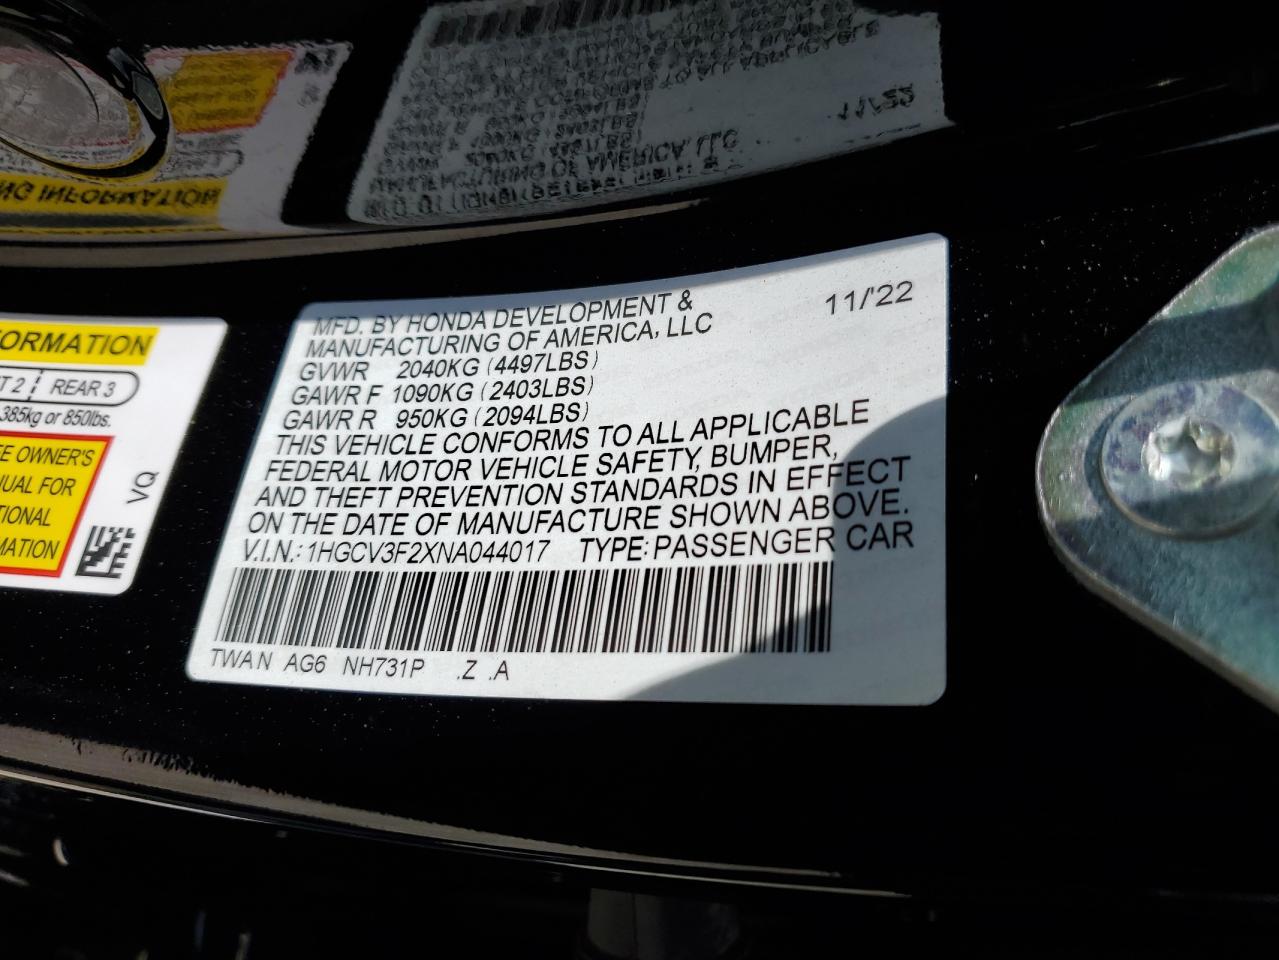 MFD. BY HONDA DEVELOPMENT &
MANUFACTURING OF AMERICA, LLC
11/'22
GVWR 2040KG (4497LBS)
GAWR F 1090KG (2403LBS)
GAWR R 950KG (2094LBS)
THIS VEHICLE CONFORMS TO ALL APPLICABLE
FEDERAL MOTOR VEHICLE SAFETY, BUMPER,
AND THEFT PREVENTION STANDARDS IN EFFECT
ON THE DATE OF MANUFACTURE SHOWN ABOVE.
V.I.N.: 1HGCV3F2XNA044017 TYPE: PASSENGER CAR
TWAN AG6 NH731P .Z .A
ORMATION
T 2 REAR 3
385kg or 850lbs.
E OWNER'S
UAL FOR
TIONAL
MATION
VQ